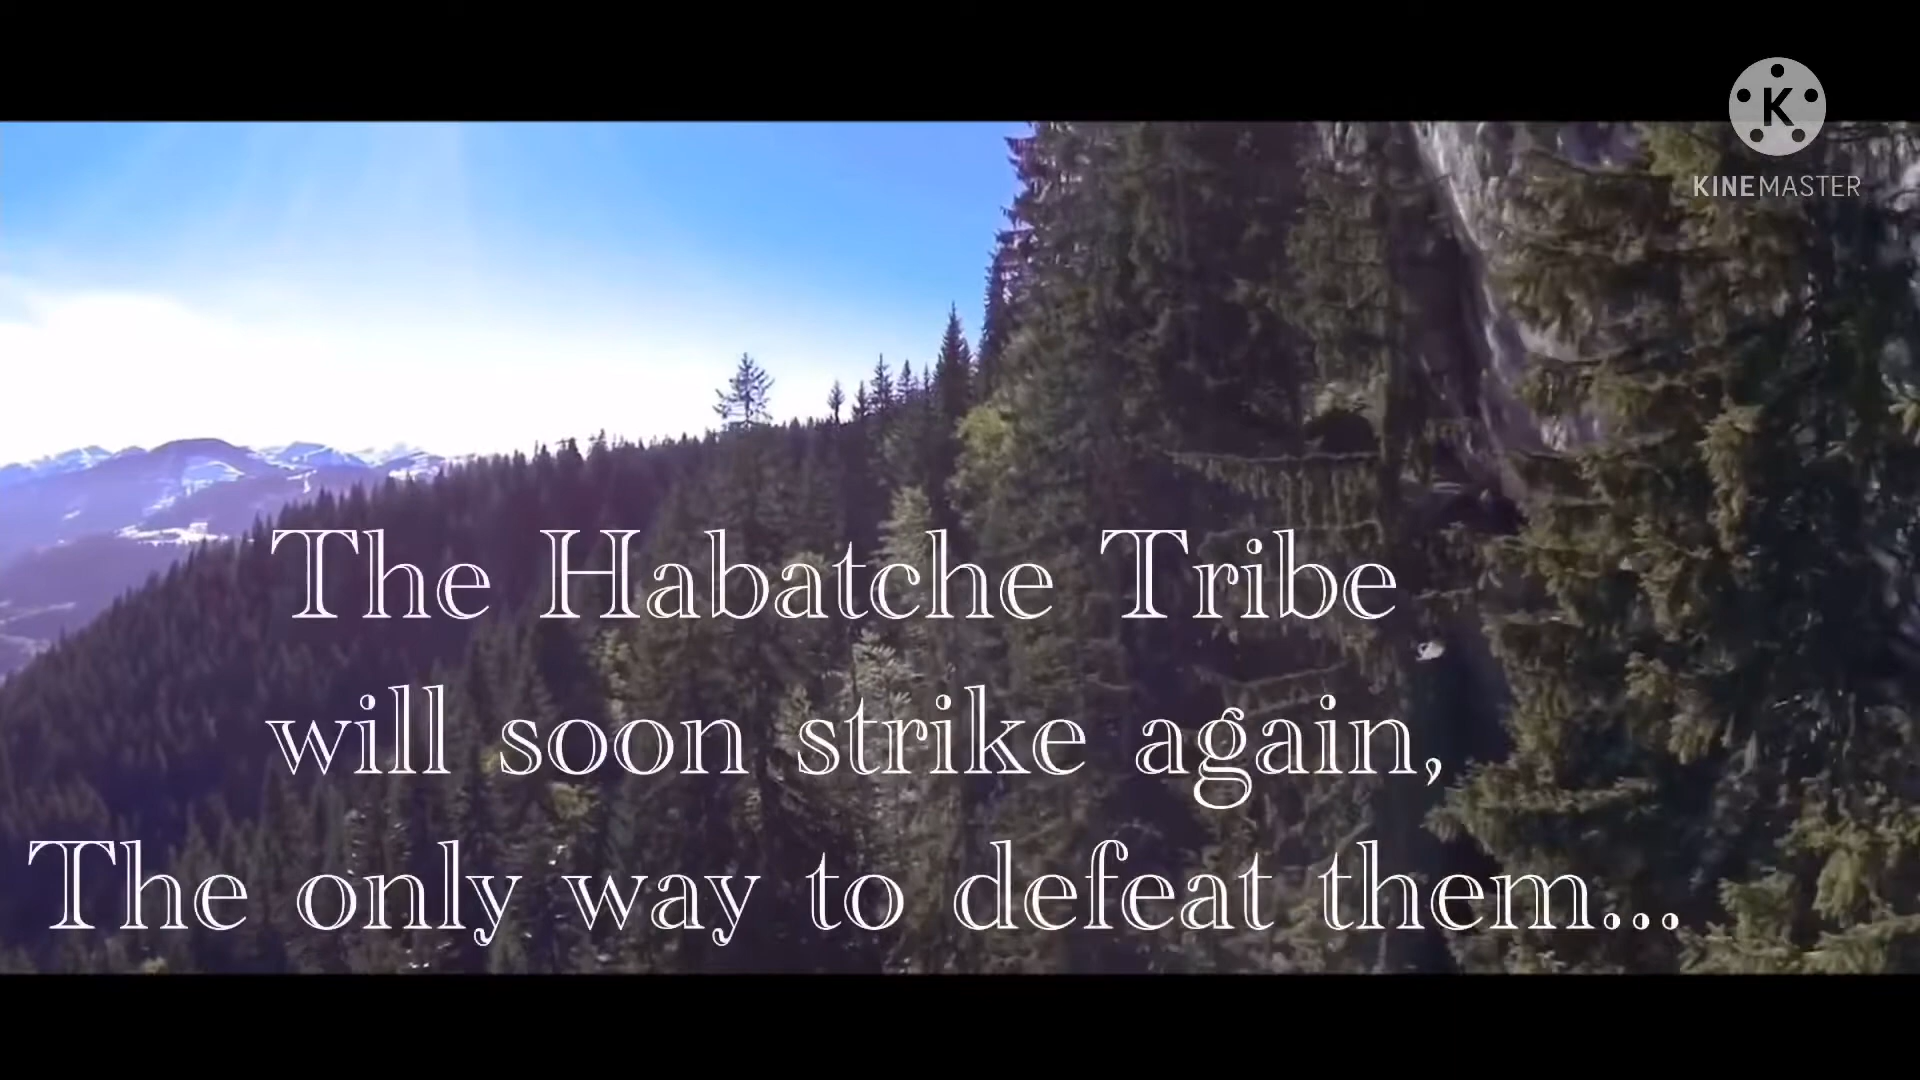 K
KINEMASTER
The Habatche Tribe
will soon strike again,
The only way to defeat them...